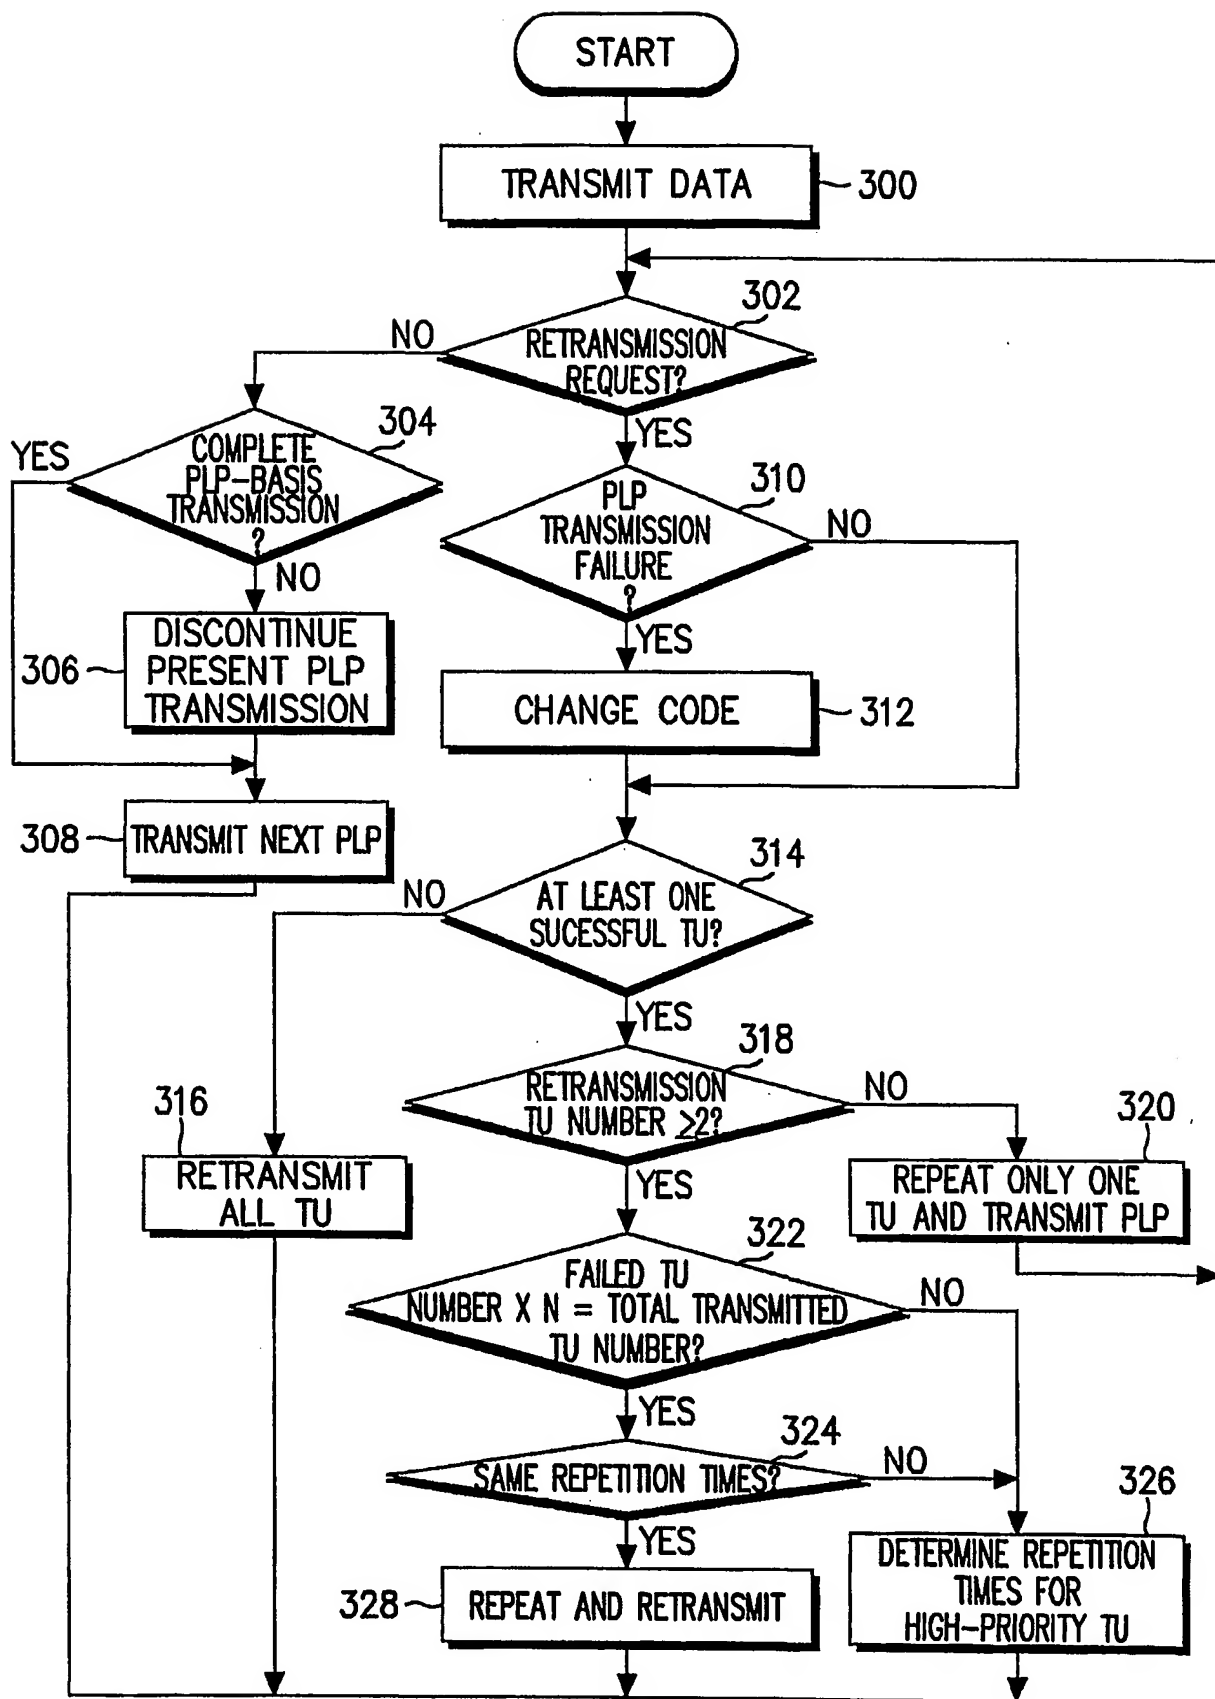 START
TRANSMIT DATA
300
302
RETRANSMISSION
REQUEST?
NO
YES
304
COMPLETE
PLP-BASIS
TRANSMISSION
?
YES
NO
310
PLP
TRANSMISSION
FAILURE
?
NO
YES
306
DISCONTINUE
PRESENT PLP
TRANSMISSION
CHANGE CODE
312
308
TRANSMIT NEXT PLP
314
AT LEAST ONE
SUCESSFUL TU?
NO
YES
318
RETRANSMISSION
TU NUMBER ≥2?
NO
YES
316
RETRANSMIT
ALL TU
320
REPEAT ONLY ONE
TU AND TRANSMIT PLP
322
FAILED TU
NUMBER X N = TOTAL TRANSMITTED
TU NUMBER?
NO
YES
324
SAME REPETITION TIMES?
NO
YES
326
DETERMINE REPETITION
TIMES FOR
HIGH-PRIORITY TU
328
REPEAT AND RETRANSMIT